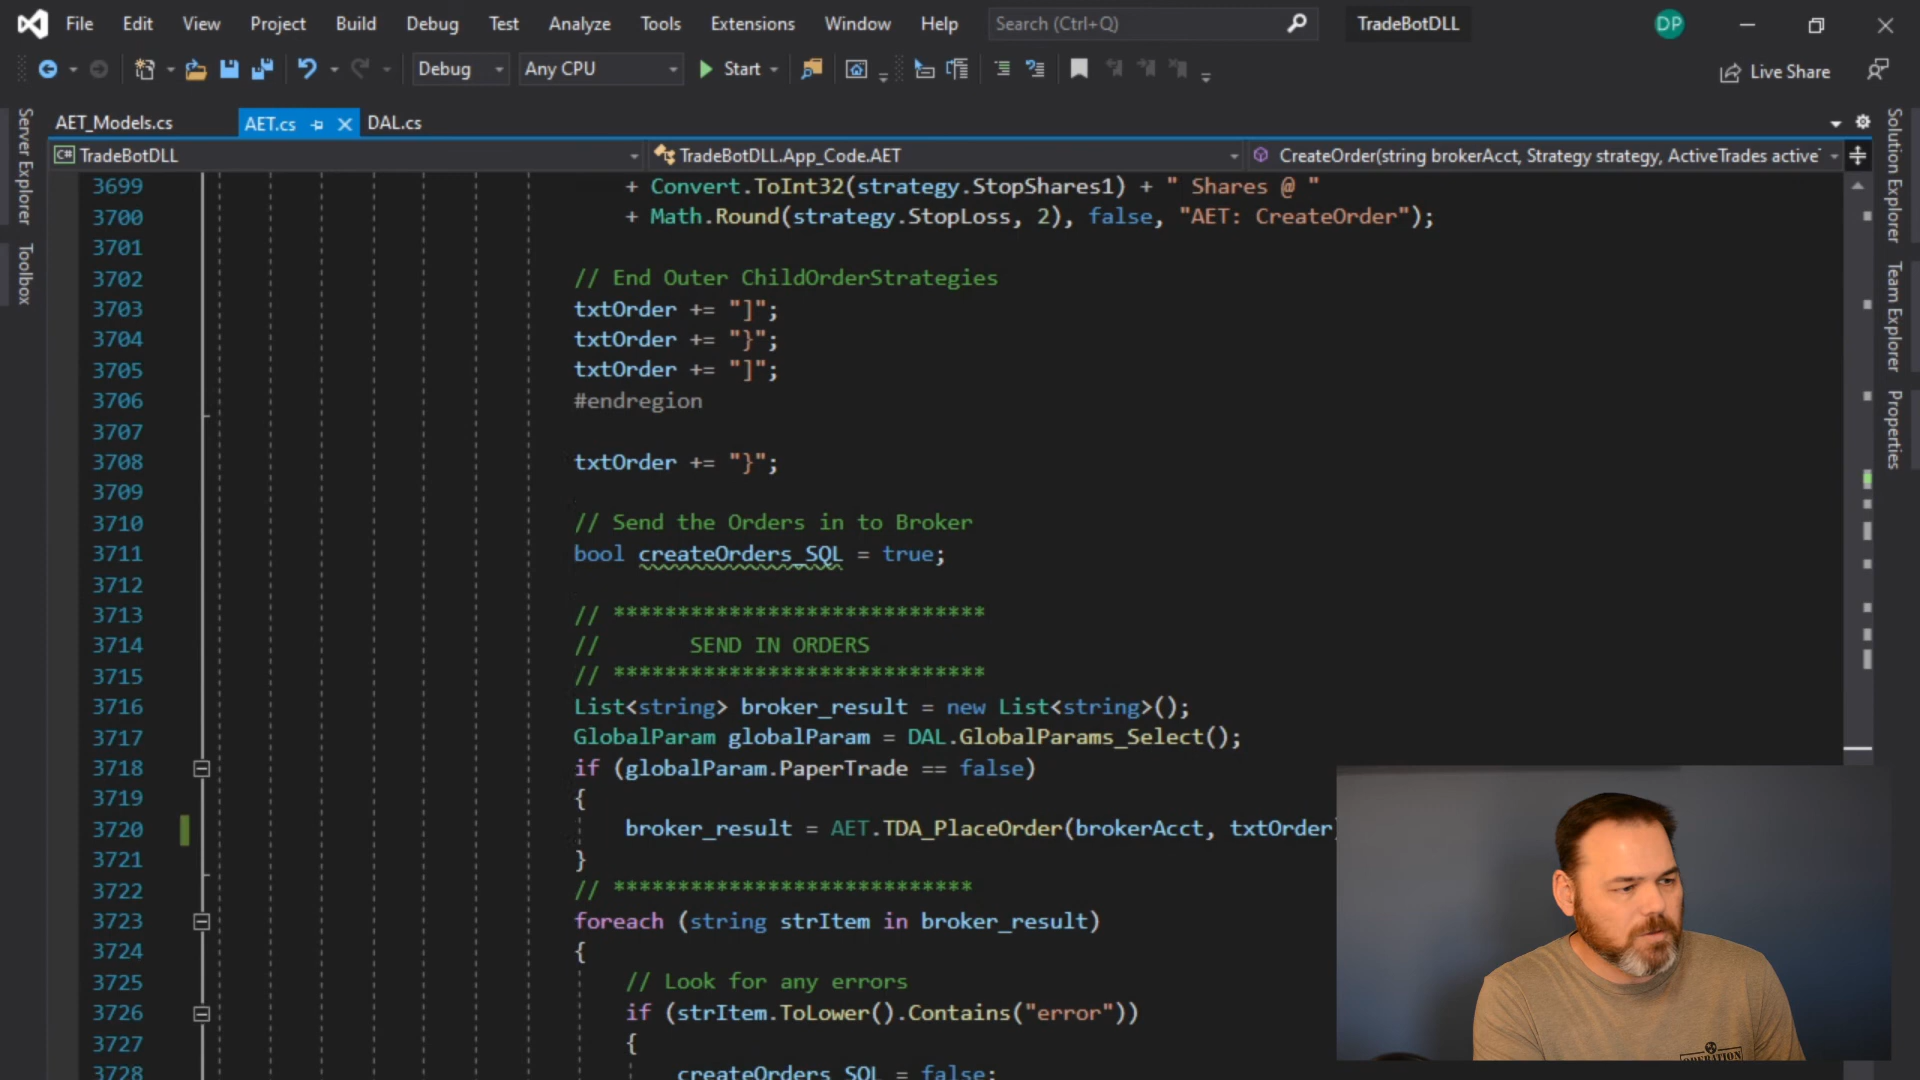 File Edit View Project Build Debug Test Analyze Tools Extensions Window Help Search (Ctrl+Q) TradeBotDLL DP
Debug Any CPU Start Live Share
AET_Models.cs AET.cs DAL.cs
TradeBotDLL TradeBotDLL.App_Code.AET CreateOrder(string brokerAcct, Strategy strategy, ActiveTrades active
Server Explorer
Toolbox
Solution Explorer
Team Explorer
Properties
3699 + Convert.ToInt32(strategy.StopShares1) + " Shares @ "
3700 + Math.Round(strategy.StopLoss, 2), false, "AET: CreateOrder");
3701
3702 // End Outer ChildOrderStrategies
3703 txtOrder += "]";
3704 txtOrder += "}";
3705 txtOrder += "]";
3706 #endregion
3707
3708 txtOrder += "}";
3709
3710 // Send the Orders in to Broker
3711 bool createOrders_SQL = true;
3712
3713 // *****************************
3714 // SEND IN ORDERS
3715 // *****************************
3716 List<string> broker_result = new List<string>();
3717 GlobalParam globalParam = DAL.GlobalParams_Select();
3718 if (globalParam.PaperTrade == false)
3719 {
3720 broker_result = AET.TDA_PlaceOrder(brokerAcct, txtOrder)
3721 }
3722 // ****************************
3723 foreach (string strItem in broker_result)
3724 {
3725 // Look for any errors
3726 if (strItem.ToLower().Contains("error"))
3727 {
3728 createOrders_SQL = false;
OPERATION